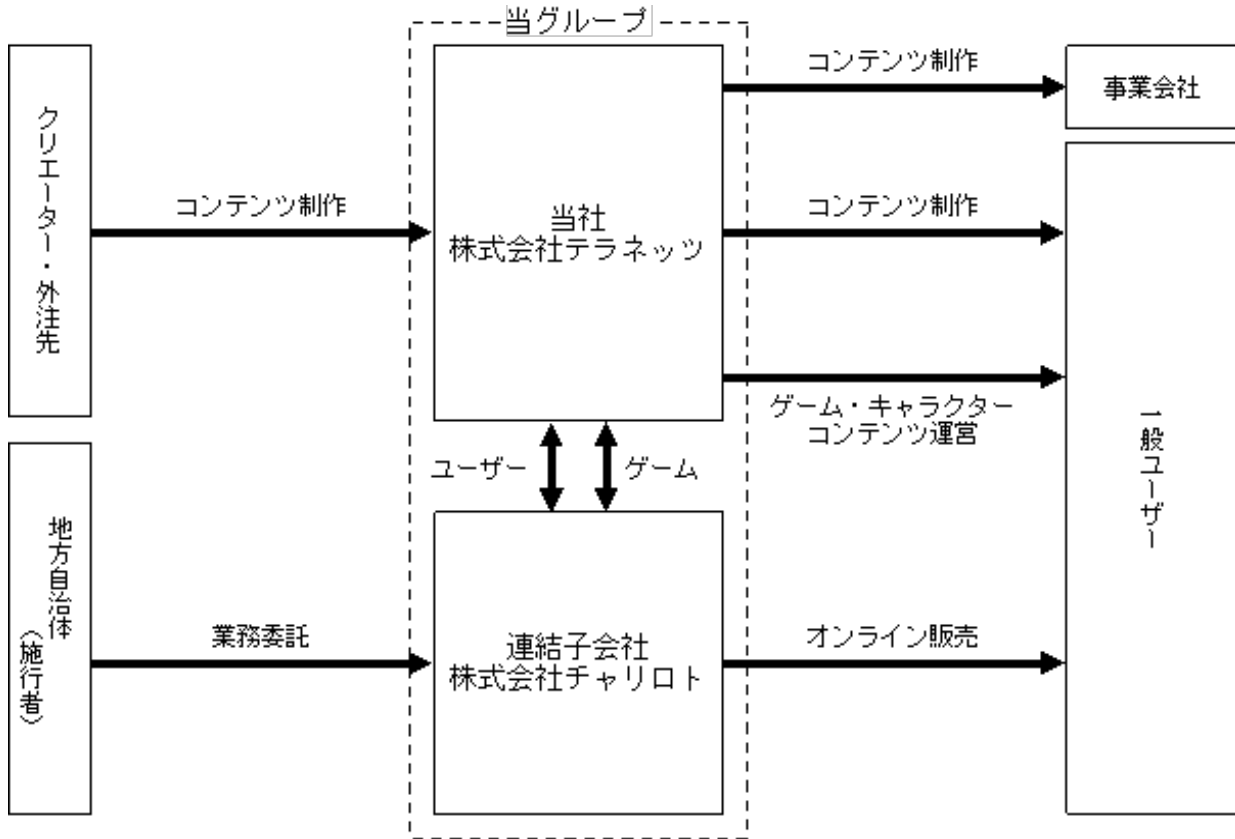 当グループ
クリエーター・外注先
コンテンツ制作
当社
株式会社テラネッツ
コンテンツ制作
事業会社
コンテンツ制作
ゲーム・キャラクター
コンテンツ運営
一般ユーザー
ユーザー
ゲーム
地方自治体
（施行者）
業務委託
連結子会社
株式会社チャリロト
オンライン販売